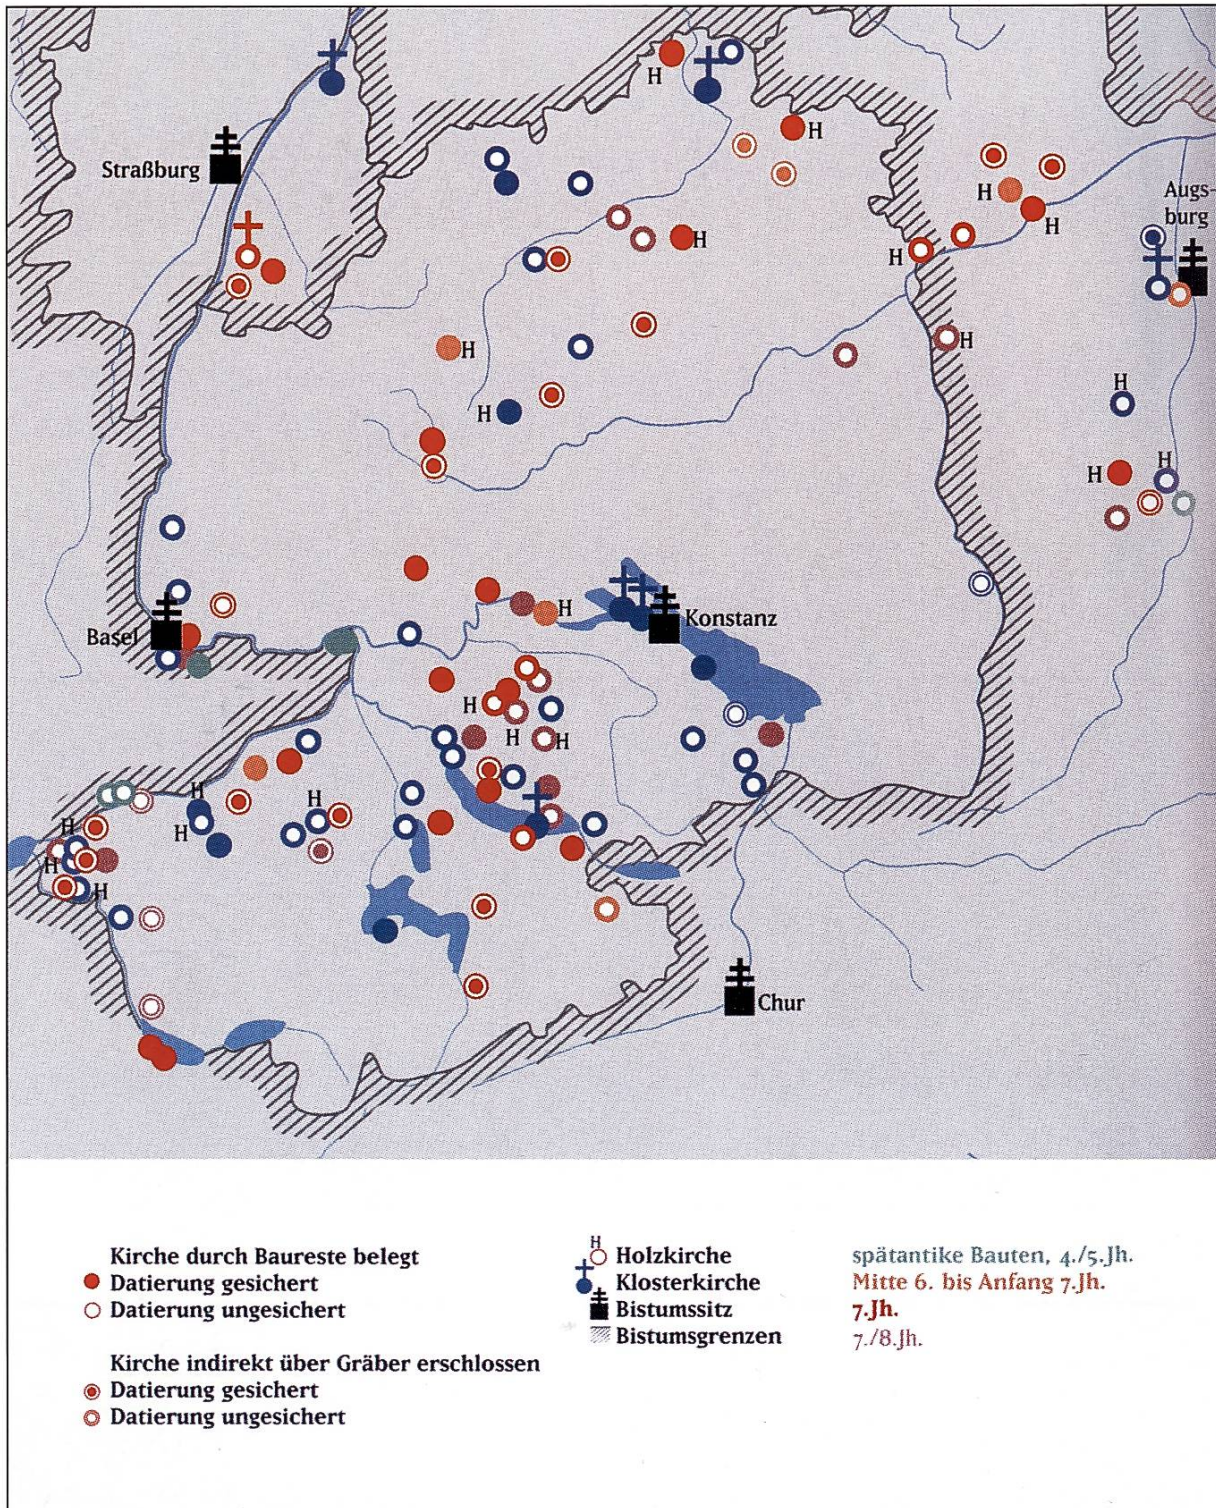 H
H
Straßburg
H
Augs-
burg
H
H
H
H
H
H
H
H
H
H
Basel
H
Konstanz
H
H
H
H
H
H
H
H
H
Chur
Kirche durch Baureste belegt
Datierung gesichert
Datierung ungesichert
Kirche indirekt über Gräber erschlossen
Datierung gesichert
Datierung ungesichert
H
Holzkirche
Klosterkirche
Bistumssitz
Bistumsgrenzen
spätantike Bauten, 4./5.Jh.
Mitte 6. bis Anfang 7.Jh.
7.Jh.
7./8.Jh.